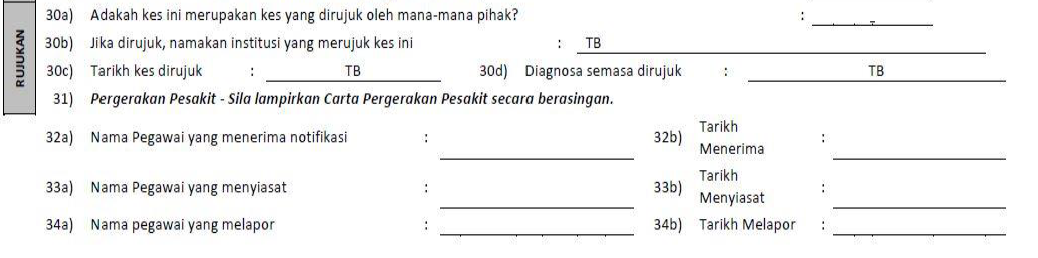 RUJUKAN
30a) Adakah kes ini merupakan kes yang dirujuk oleh mana-mana pihak? :
30b) Jika dirujuk, namakan institusi yang merujuk kes ini : TB
30c) Tarikh kes dirujuk : TB 30d) Diagnosa semasa dirujuk : TB
31) Pergerakan Pesakit - Sila lampirkan Carta Pergerakan Pesakit secara berasingan.
32a) Nama Pegawai yang menerima notifikasi : 32b) Tarikh Menerima :
33a) Nama Pegawai yang menyiasat : 33b) Tarikh Menyiasat :
34a) Nama pegawai yang melapor : 34b) Tarikh Melapor :